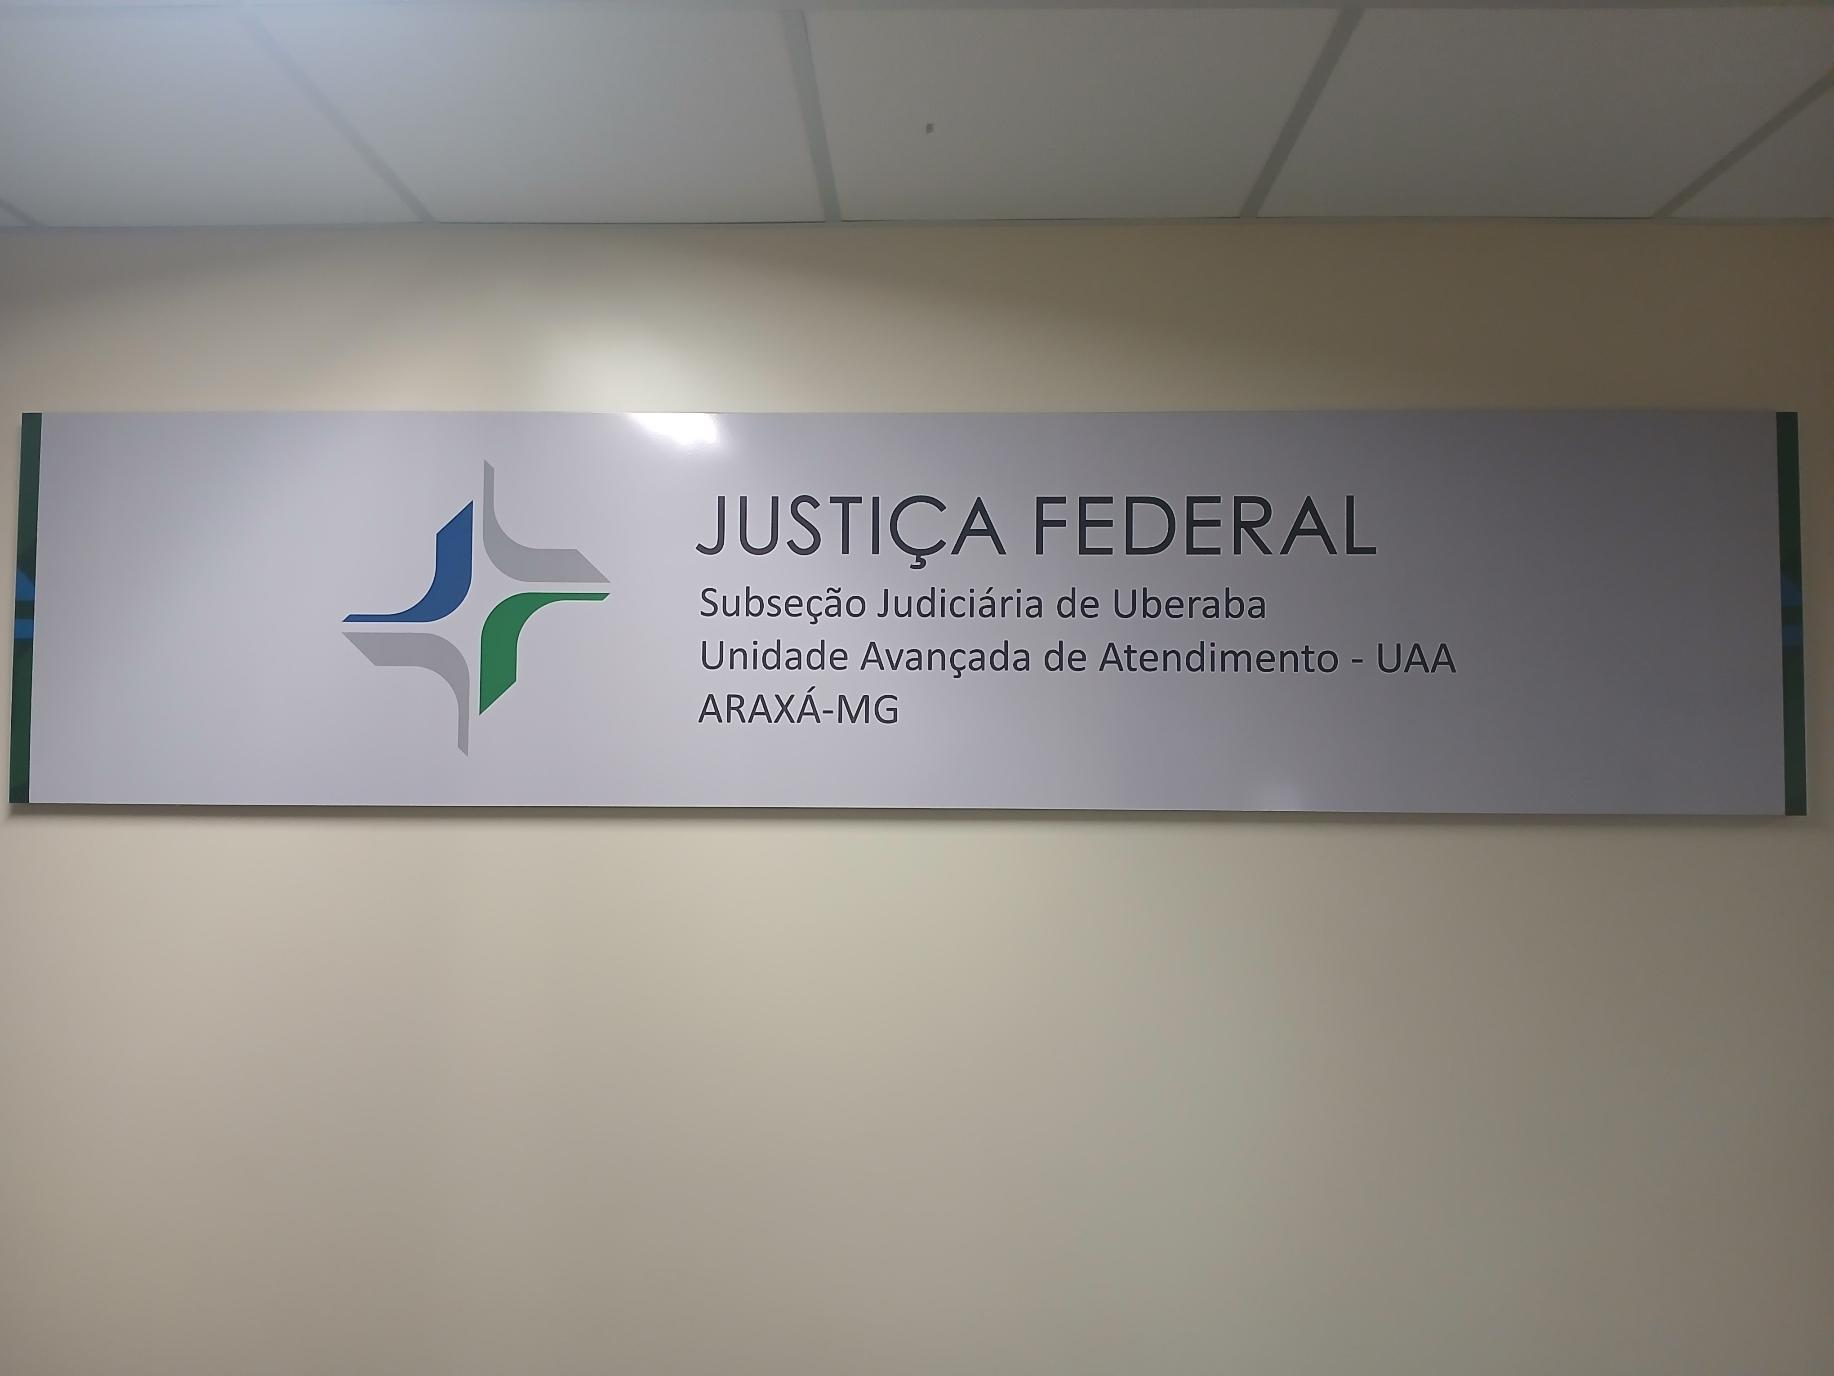 JUSTIÇA FEDERAL
Subseção Judiciária de Uberaba
Unidade Avançada de Atendimento - UAA
ARAXÁ-MG